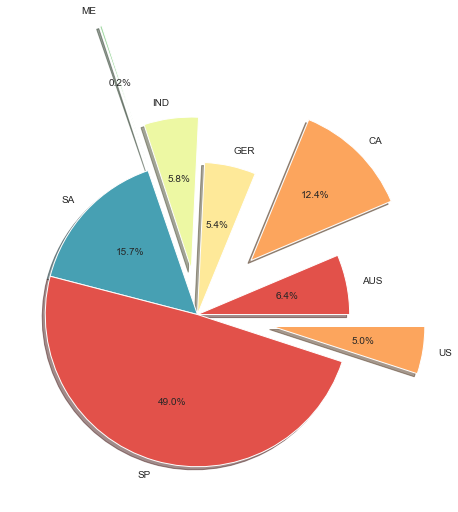 ME
0.2%
IND
5.8%
GER
5.4%
CA
12.4%
SA
15.7%
AUS
6.4%
US
5.0%
49.0%
SP